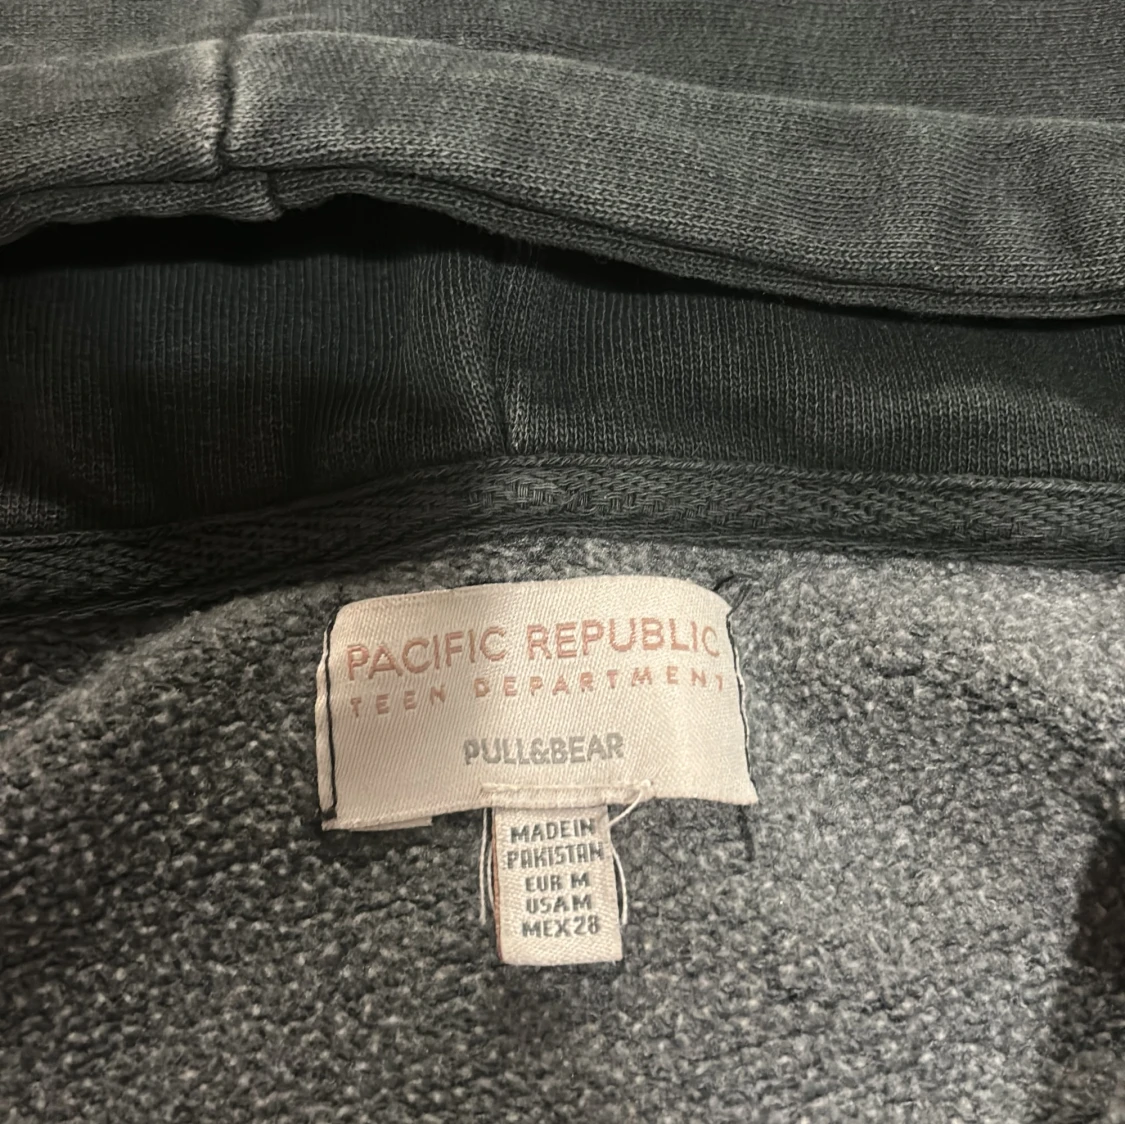 PACIFIC REPUBLIC
TEEN DEPARTMENT
PULL&BEAR
MADE IN
PAKISTAN
EUR M
USA M
MEX 28